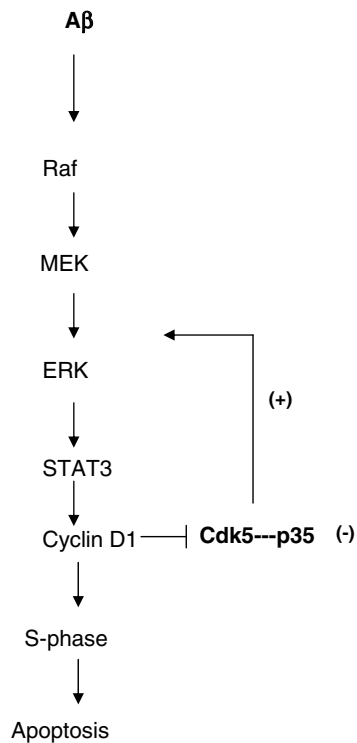 Aβ
Raf
MEK
ERK
(+)
STAT3
Cyclin D1 Cdk5---p35 (-)
S-phase
Apoptosis